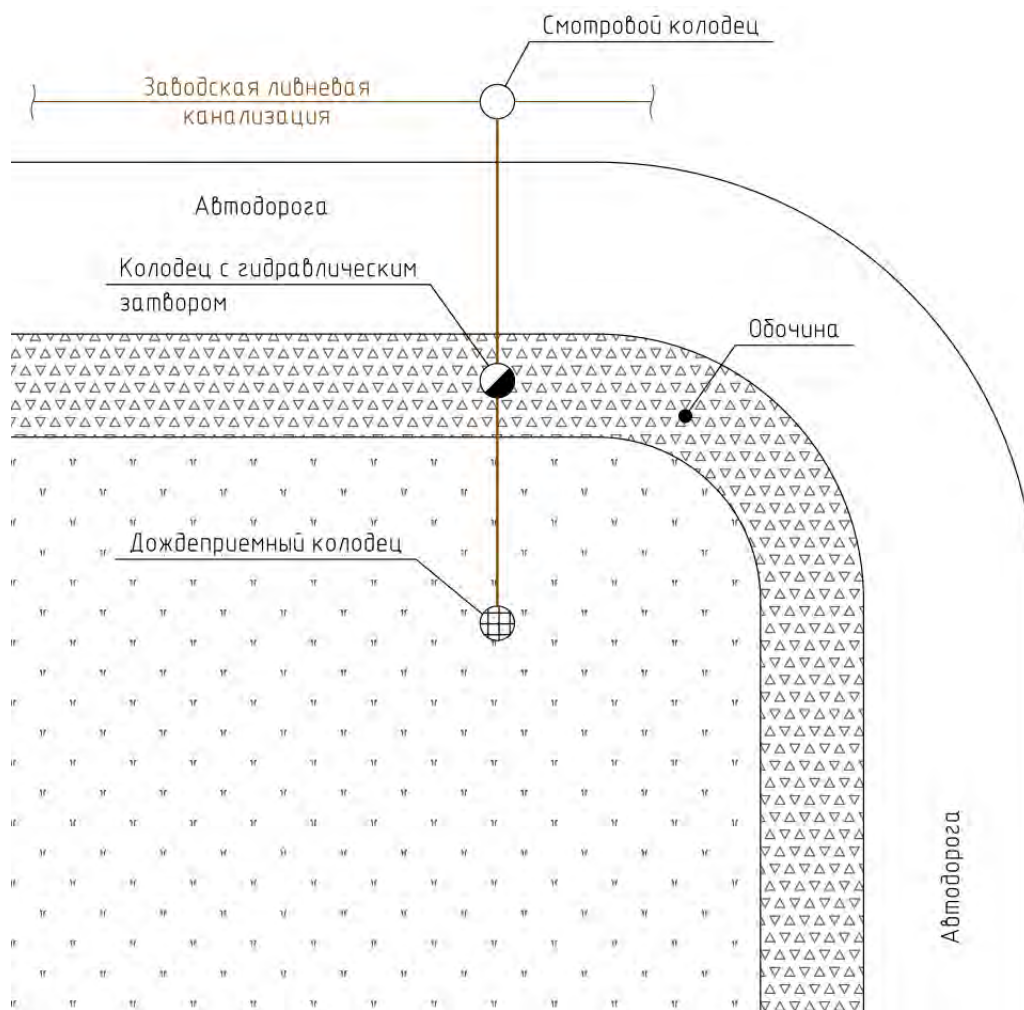 Смотровой колодец
Заводская ливневая
канализация
Автодорога
Колодец с гидравлическим
затвором
Обочина
Дождеприемный колодец
Автодорога